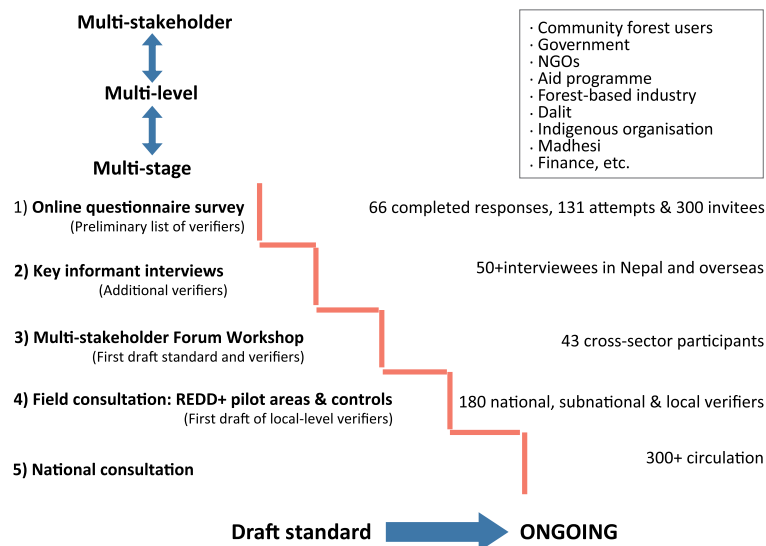 Multi-stakeholder
Multi-level
Multi-stage
· Community forest users
· Government
· NGOs
· Aid programme
· Forest-based industry
· Dalit
· Indigenous organisation
· Madhesi
· Finance, etc.
1) Online questionnaire survey
(Preliminary list of verifiers)
66 completed responses, 131 attempts & 300 invitees
2) Key informant interviews
(Additional verifiers)
50+interviewees in Nepal and overseas
3) Multi-stakeholder Forum Workshop
(First draft standard and verifiers)
43 cross-sector participants
4) Field consultation: REDD+ pilot areas & controls
(First draft of local-level verifiers)
180 national, subnational & local verifiers
5) National consultation
300+ circulation
Draft standard
ONGOING